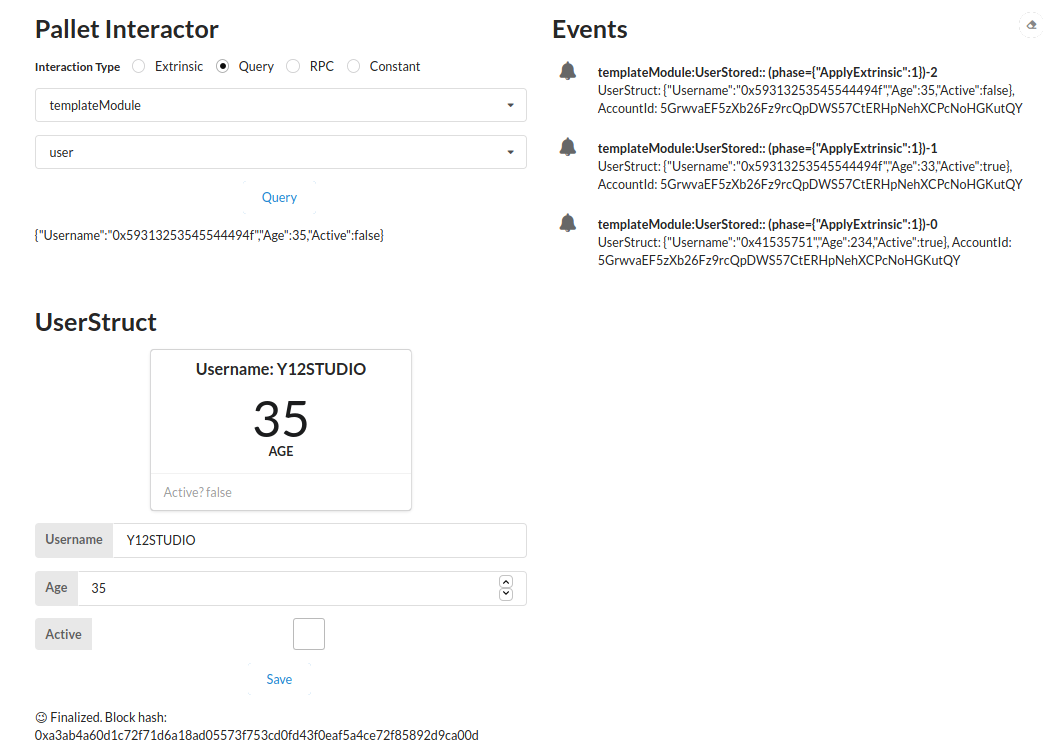 Pallet Interactor
Interaction Type Extrinsic Query RPC Constant
templateModule
user
Query
{"Username":"0x59313253545544494f","Age":35,"Active":false}
UserStruct
Username: Y12STUDIO
35
AGE
Active? false
Username Y12STUDIO
Age 35
Active
Save
😉 Finalized. Block hash:
0xa3ab4a60d1c72f71d6a18ad05573f753cd0fd43f0eaf5a4ce72f85892d9ca00d
Events
templateModule:UserStored:: (phase={"ApplyExtrinsic":1})-2
UserStruct: {"Username":"0x59313253545544494f","Age":35,"Active":false},
AccountId: 5GrwvaEF5zXb26Fz9rcQpDWS57CtERHpNehXCPcNoHGKutQY
templateModule:UserStored:: (phase={"ApplyExtrinsic":1})-1
UserStruct: {"Username":"0x59313253545544494f","Age":33,"Active":true},
AccountId: 5GrwvaEF5zXb26Fz9rcQpDWS57CtERHpNehXCPcNoHGKutQY
templateModule:UserStored:: (phase={"ApplyExtrinsic":1})-0
UserStruct: {"Username":"0x41535751","Age":234,"Active":true}, AccountId:
5GrwvaEF5zXb26Fz9rcQpDWS57CtERHpNehXCPcNoHGKutQY